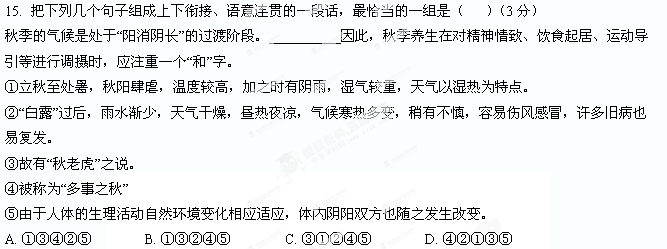 15. 把下列几个句子组成上下衔接、语意连贯的一段话，最恰当的一组是（　）（3 分）
秋季的气候是处于“阳消阴长”的过渡阶段。__________因此，秋季养生在对精神情致、饮食起居、运动导
引等进行调摄时，应注重一个“和”字。
①立秋至处暑，秋阳肆虐，温度较高，加之时有阴雨，湿气较重，天气以湿热为特点。
②“白露”过后，雨水渐少，天气干燥，昼热夜凉，气候寒热多变，稍有不慎，容易伤风感冒，许多旧病也
易复发。
③故有“秋老虎”之说。
④被称为“多事之秋”
⑤由于人体的生理活动自然环境变化相应适应，体内阴阳双方也随之发生改变。
A. ①③④②⑤ B. ①③②④⑤ C. ③①②④⑤ D. ④②①③⑤